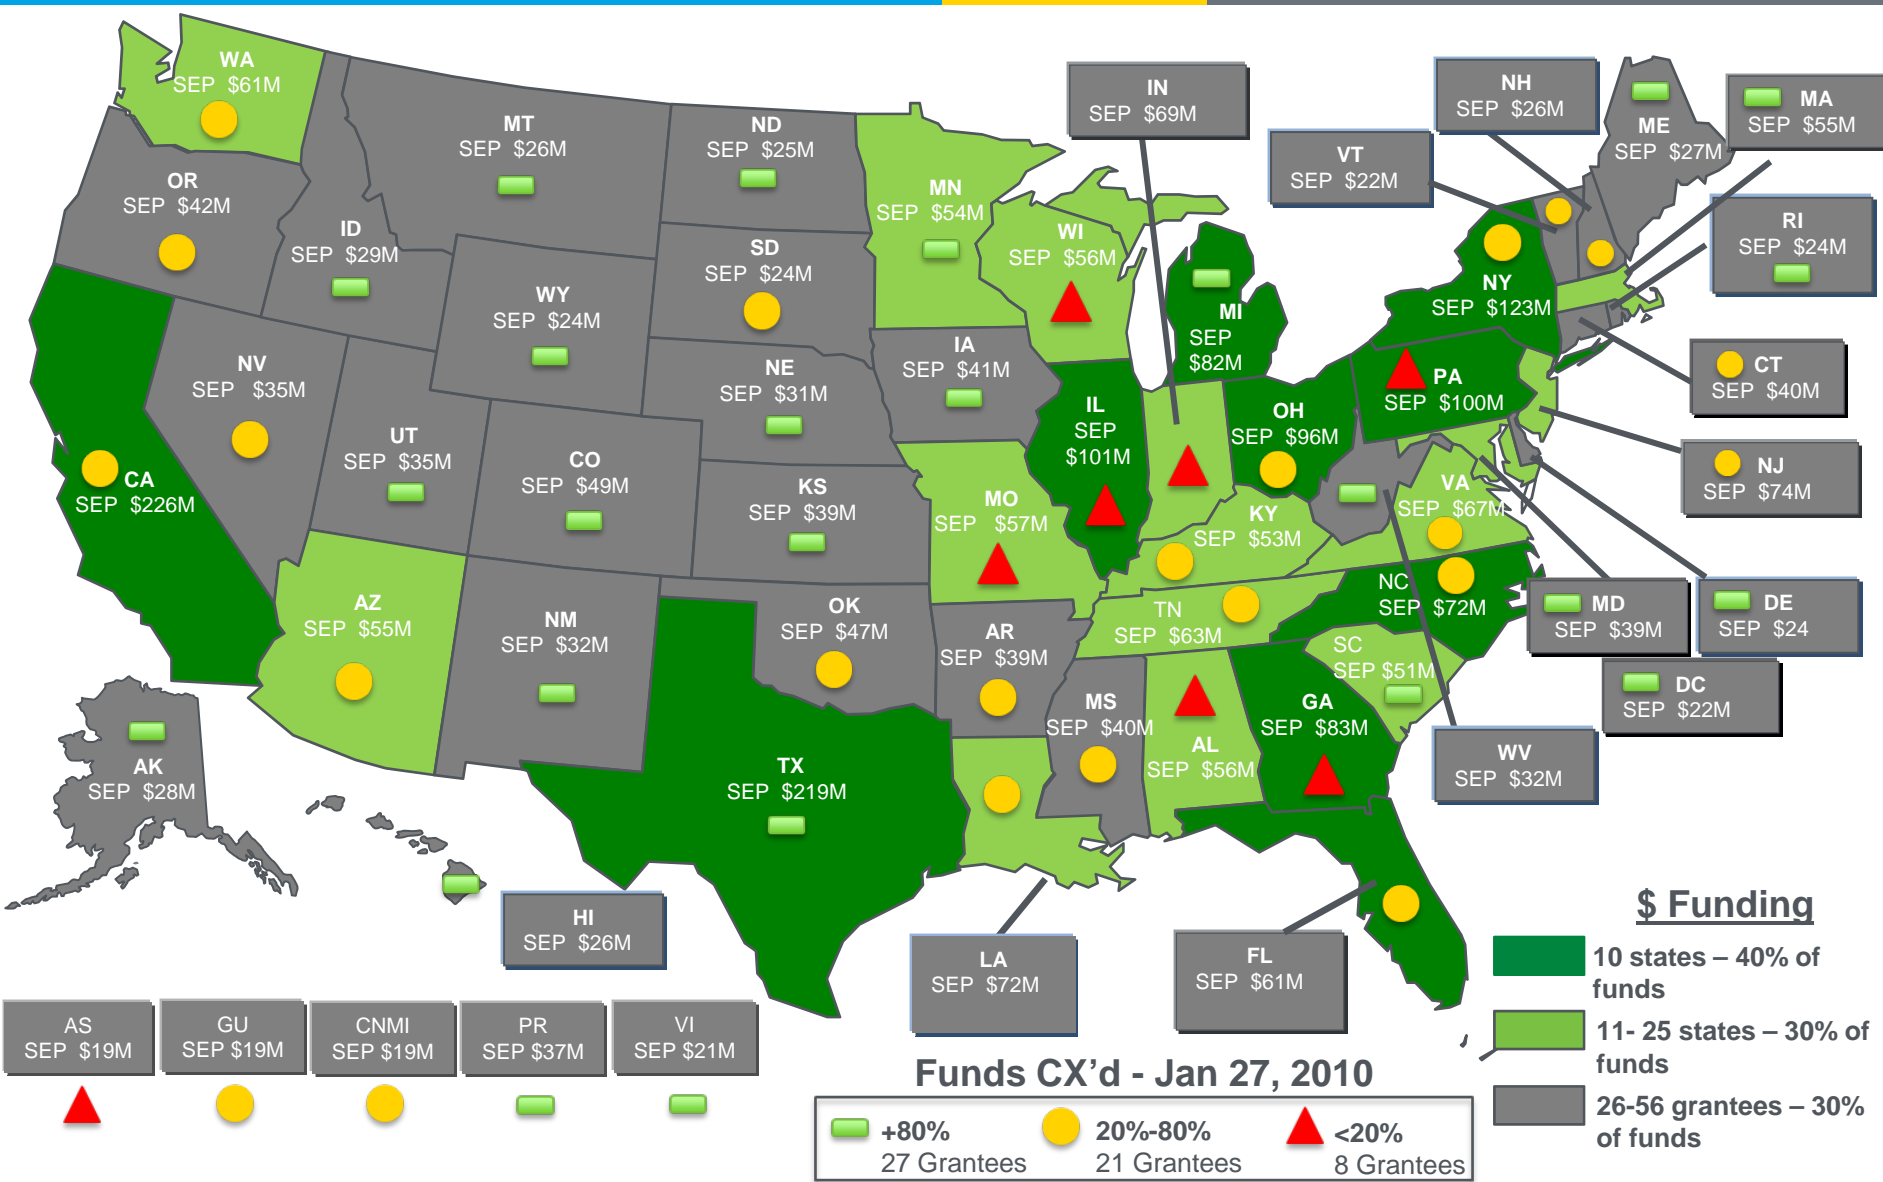 WA
SEP $61M
OR
SEP $42M
CA
SEP $226M
NV
SEP $35M
ID
SEP $29M
MT
SEP $26M
WY
SEP $24M
UT
SEP $35M
AZ
SEP $55M
CO
SEP $49M
NM
SEP $32M
ND
SEP $25M
SD
SEP $24M
NE
SEP $31M
KS
SEP $39M
OK
SEP $47M
TX
SEP $219M
MN
SEP $54M
IA
SEP $41M
MO
SEP $57M
AR
SEP $39M
WI
SEP $56M
IL
SEP
$101M
IN
SEP $69M
MI
SEP
$82M
OH
SEP $96M
KY
SEP $53M
TN
SEP $63M
MS
SEP $40M
AL
SEP $56M
GA
SEP $83M
SC
SEP $51M
NC
SEP $72M
VA
SEP $67M
PA
SEP $100M
NY
SEP $123M
VT
SEP $22M
NH
SEP $26M
ME
SEP $27M
MA
SEP $55M
RI
SEP $24M
CT
SEP $40M
NJ
SEP $74M
MD
SEP $39M
DE
SEP $24
DC
SEP $22M
WV
SEP $32M
FL
SEP $61M
LA
SEP $72M
AK
SEP $28M
HI
SEP $26M
AS
SEP $19M
GU
SEP $19M
CNMI
SEP $19M
PR
SEP $37M
VI
SEP $21M
Funds CX'd - Jan 27, 2010
+80%
27 Grantees
20%-80%
21 Grantees
<20%
8 Grantees
$ Funding
10 states – 40% of
funds
11- 25 states – 30% of
funds
26-56 grantees – 30%
of funds